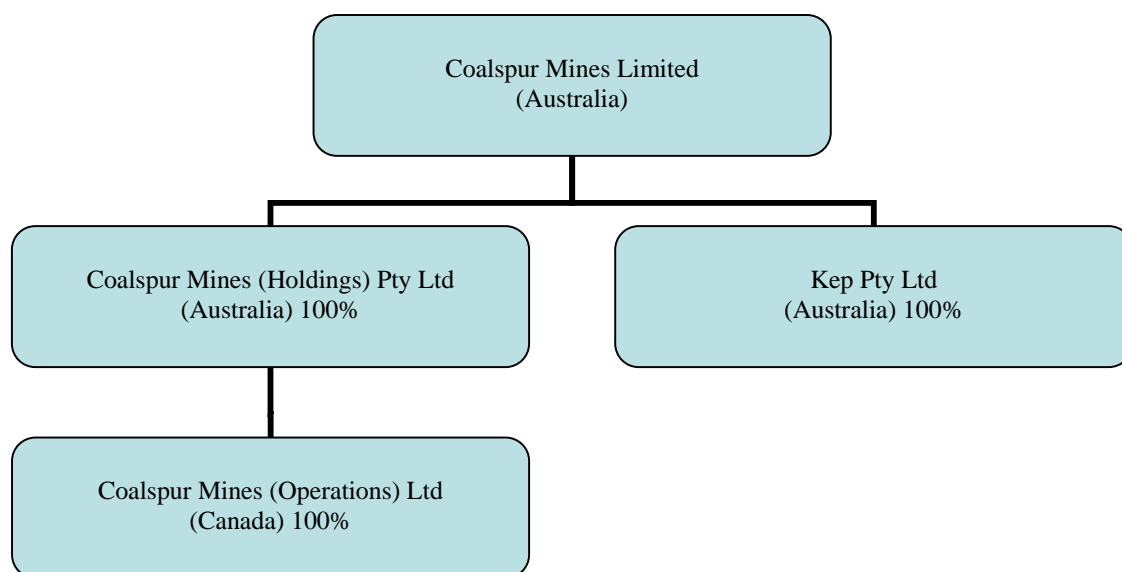 Coalspur Mines Limited
(Australia)
Coalspur Mines (Holdings) Pty Ltd
(Australia) 100%
Kep Pty Ltd
(Australia) 100%
Coalspur Mines (Operations) Ltd
(Canada) 100%